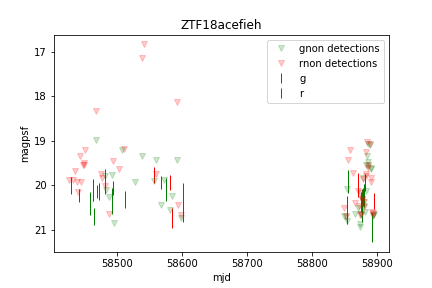 ZTF18acefieh
17
18
19
20
21
magpsf
gnon detections
rnon detections
g
r
58500
58600
58700
58800
58900
mjd